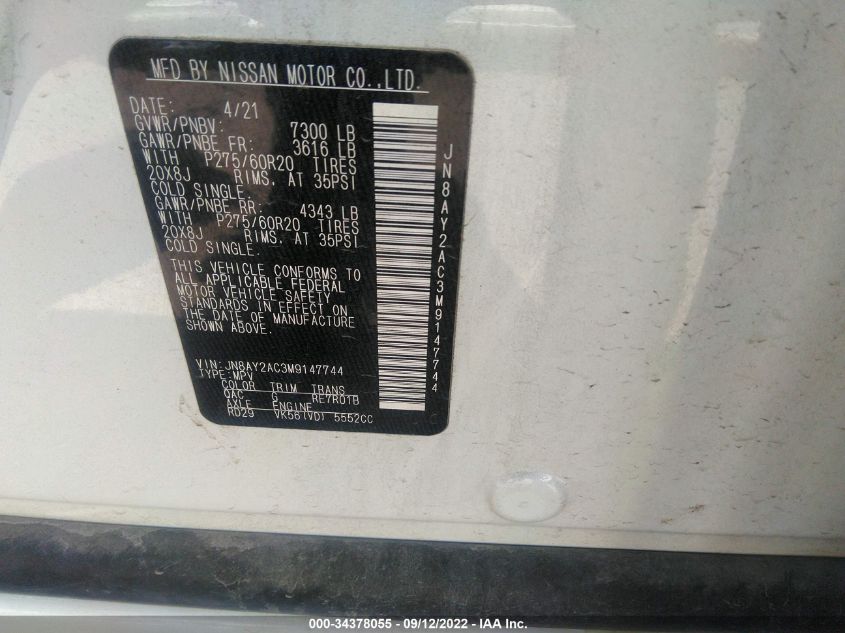 MFD BY NISSAN MOTOR CO.,LTD.
DATE: 4/21
GVWR/PNBV: 7300 LB
GAWR/PNBE FR: 3616 LB
WITH P275/60R20 TIRES
20X8J RIMS, AT 35PSI
COLD SINGLE.
GAWR/PNBE RR: 4343 LB
WITH P275/60R20 TIRES
20X8J RIMS, AT 35PSI
COLD SINGLE.
THIS VEHICLE CONFORMS TO
ALL APPLICABLE FEDERAL
MOTOR VEHICLE SAFETY
STANDARDS IN EFFECT ON
THE DATE OF MANUFACTURE
SHOWN ABOVE.
VIN:JN8AY2AC3M9147744
TYPE:MPV
COLOR TRIM TRANS
QAC G RE7R01B
AXLE ENGINE
RD29 VK56(VD) 5552CC
JN8AY2AC3M9147744
000-34378055 - 09/12/2022 - IAA Inc.